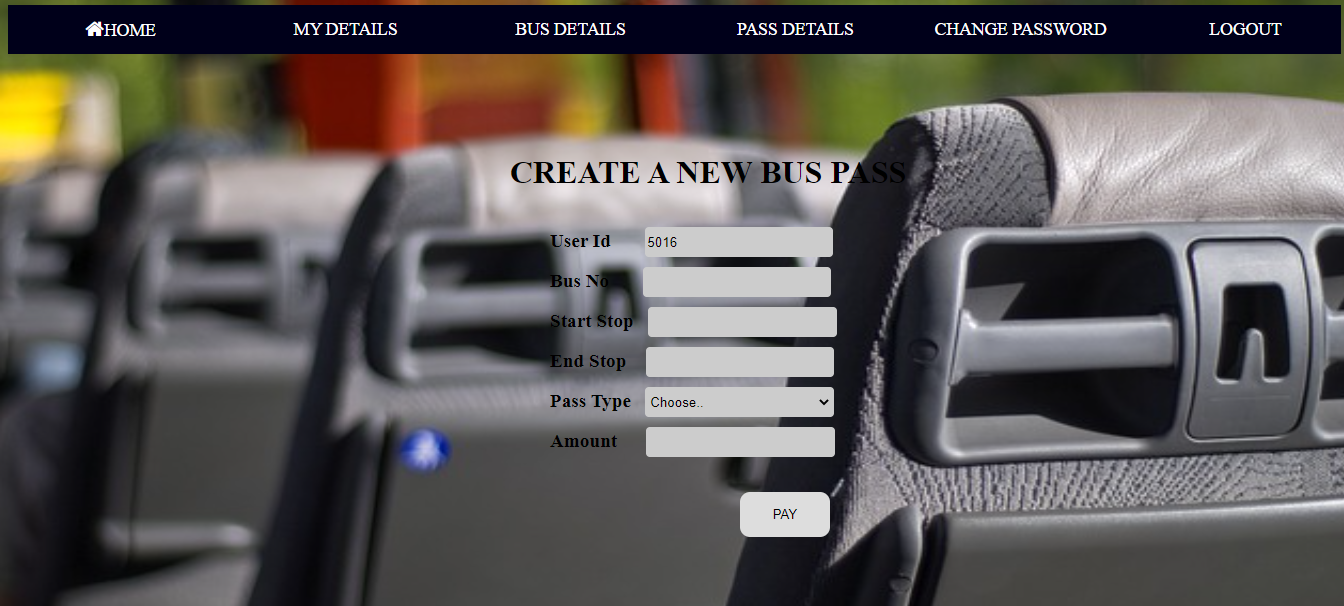 HOME MY DETAILS BUS DETAILS PASS DETAILS CHANGE PASSWORD LOGOUT
CREATE A NEW BUS PASS
User Id 5016
Bus No
Start Stop
End Stop
Pass Type Choose..
Amount
PAY